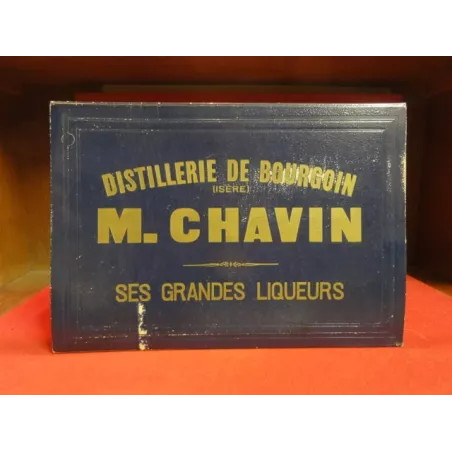 DISTILLERIE DE BOURGOIN
(ISÈRE)
M. CHAVIN
SES GRANDES LIQUEURS